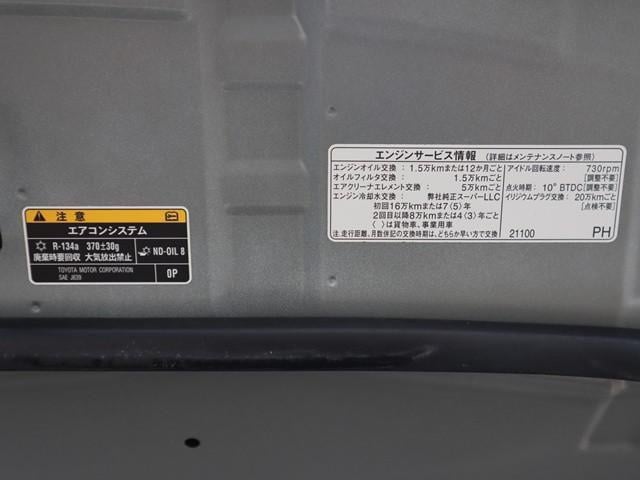 注意
エアコンシステム
R-134a 370±30g
廃棄時要回収 大気放出禁止
ND-OIL 8
TOYOTA MOTOR CORPORATION
SAE J639
0P
エンジンサービス情報 (詳細はメンテナンスノート参照)
エンジンオイル交換 : 1.5万kmまたは12か月ごと
オイルフィルタ交換 : 1.5万kmごと
エアクリーナエレメント交換 : 5万kmごと
エンジン冷却水交換 : 弊社純正スーパーLLC
初回16万kmまたは7(5)年
2回目以降8万kmまたは4(3)年ごと
( )は貨物車、事業用車
注.走行距離、月数併記の交換時期は、どちらか早い方で交換
アイドル回転速度: 730rpm
[調整不要]
点火時期: 10° BTDC
[調整不要]
イリジウムプラグ交換: 20万kmごと
[点検不要]
21100 PH